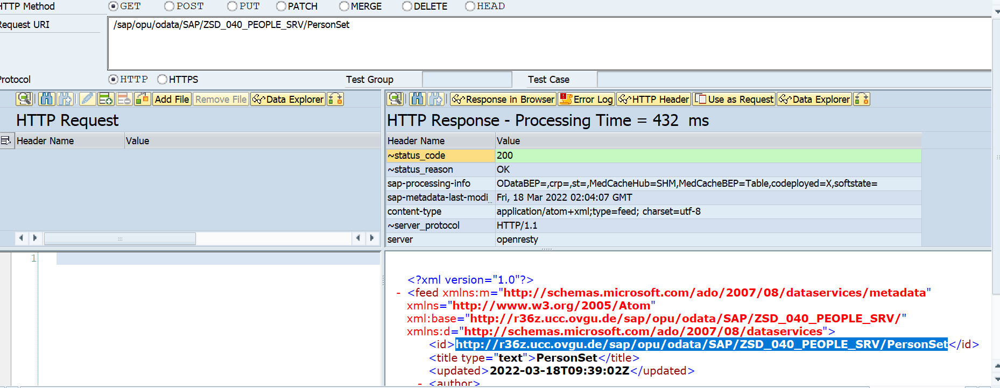 HTTP Method GET POST PUT PATCH MERGE DELETE HEAD
Request URI /sap/opu/odata/SAP/ZSD_040_PEOPLE_SRV/PersonSet
Protocol HTTP HTTPS Test Group Test Case
Add File Remove File Data Explorer
HTTP Request
Header Name Value
1
Response in Browser Error Log HTTP Header Use as Request Data Explorer
HTTP Response - Processing Time = 432 ms
Header Name Value
~status_code 200
~status_reason OK
sap-processing-info ODataBEP=,crp=,st=,MedCacheHub=SHM,MedCacheBEP=Table,codeployed=X,softstate=
sap-metadata-last-modi... Fri, 18 Mar 2022 02:04:07 GMT
content-type application/atom+xml;type=feed; charset=utf-8
~server_protocol HTTP/1.1
server openresty
<?xml version="1.0"?>
- <feed xmlns:m="http://schemas.microsoft.com/ado/2007/08/dataservices/metadata"
xmlns="http://www.w3.org/2005/Atom"
xml:base="http://r36z.ucc.ovgu.de/sap/opu/odata/SAP/ZSD_040_PEOPLE_SRV/"
xmlns:d="http://schemas.microsoft.com/ado/2007/08/dataservices">
<id>http://r36z.ucc.ovgu.de/sap/opu/odata/SAP/ZSD_040_PEOPLE_SRV/PersonSet</id>
<title type="text">PersonSet</title>
<updated>2022-03-18T09:39:02Z</updated>
- <author>